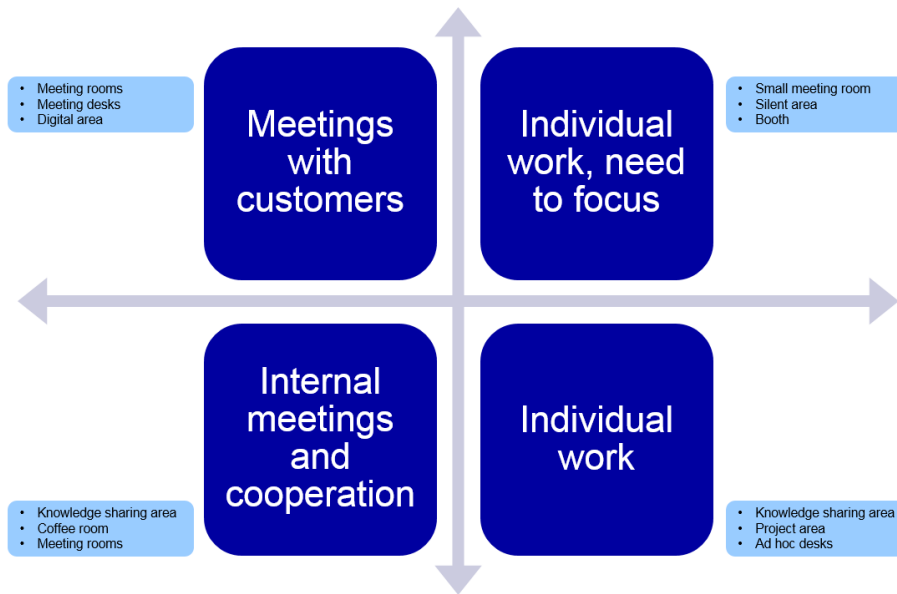 • Meeting rooms
• Meeting desks
• Digital area
Meetings
with
customers
Individual
work, need
to focus
• Small meeting room
• Silent area
• Booth
• Knowledge sharing area
• Coffee room
• Meeting rooms
Internal
meetings
and
cooperation
Individual
work
• Knowledge sharing area
• Project area
• Ad hoc desks